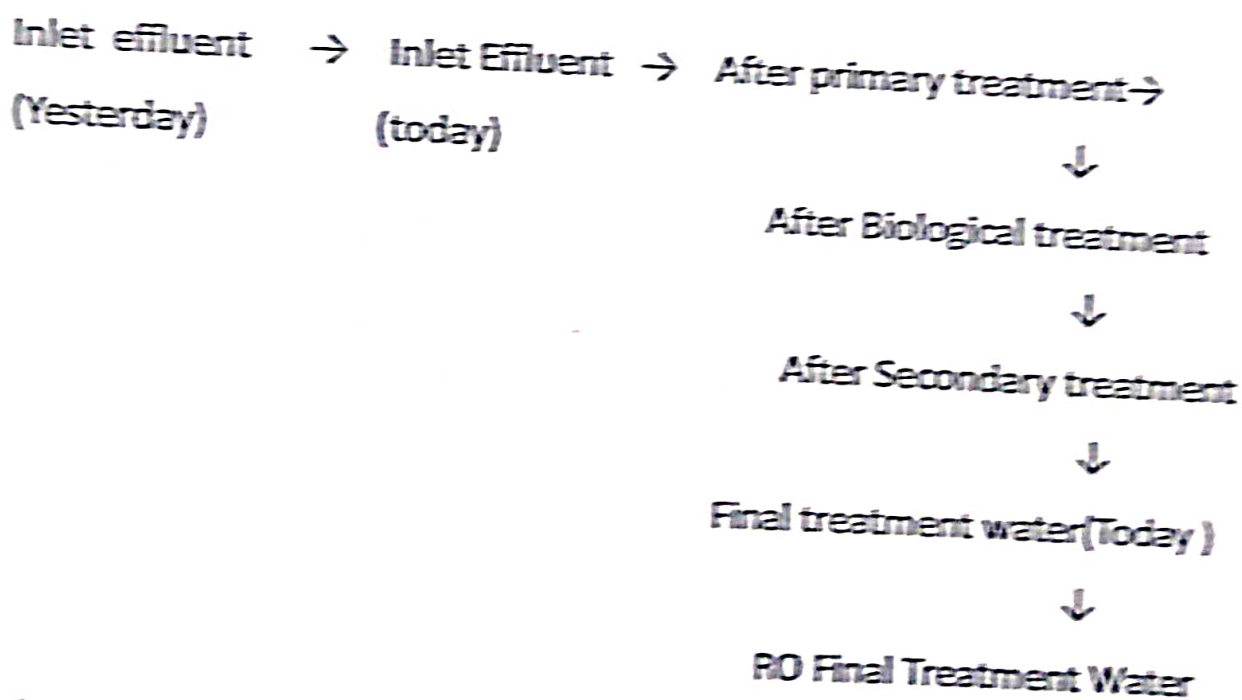 Inlet effluent → Inlet Effluent → After primary treatment→
(Yesterday) (today)
↓
After Biological treatment
↓
After Secondary treatment
↓
Final treatment water(Today )
↓
RO Final Treatment Water